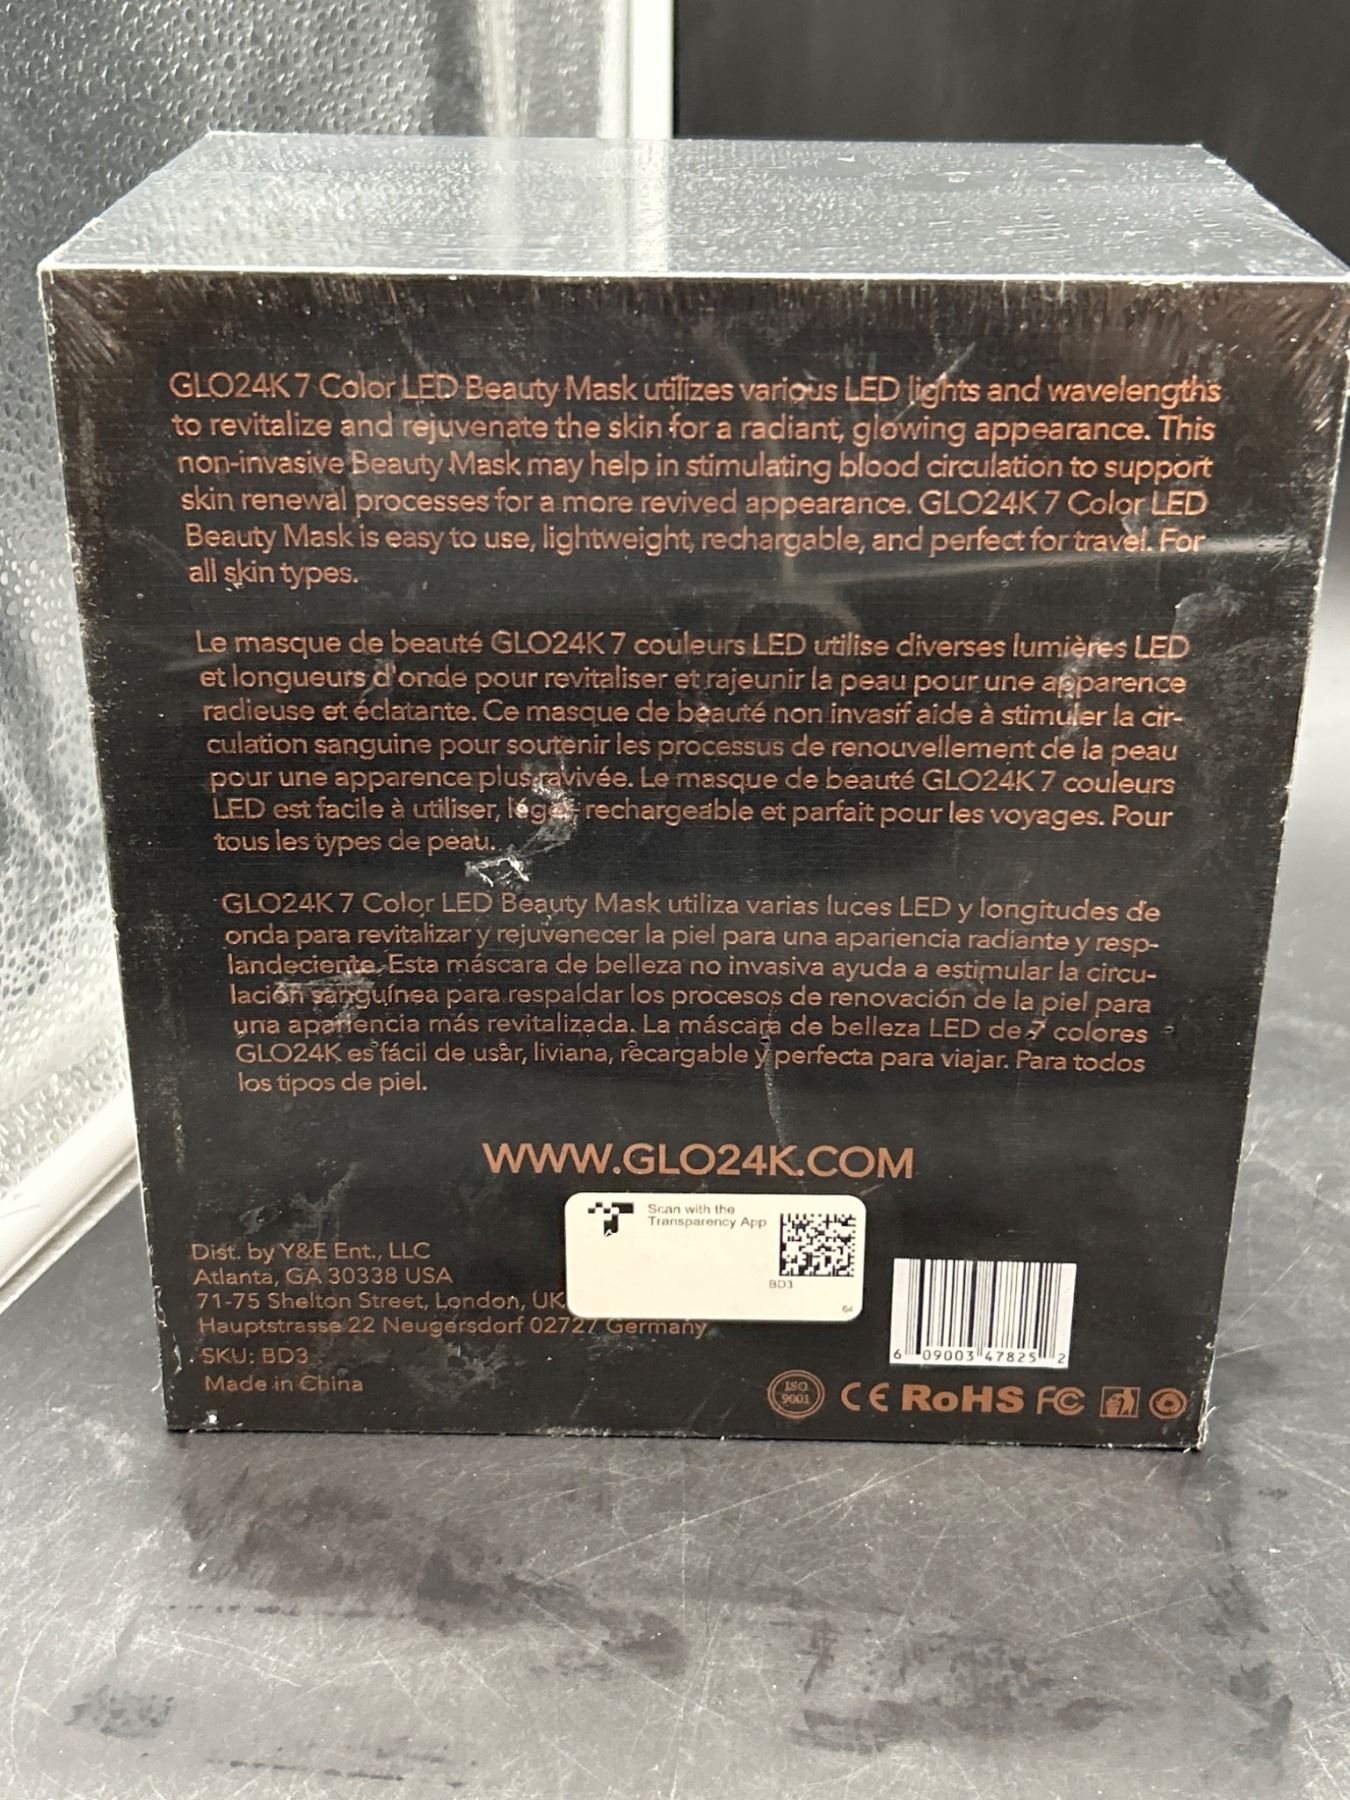 GLO24K 7 Color LED Beauty Mask utilizes various LED lights and wavelengths
to revitalize and rejuvenate the skin for a radiant, glowing appearance. This
non-invasive Beauty Mask may help in stimulating blood circulation to support
skin renewal processes for a more revived appearance. GLO24K 7 Color LED
Beauty Mask is easy to use, lightweight, rechargable, and perfect for travel. For
all skin types.
Le masque de beauté GLO24K 7 couleurs LED utilise diverses lumières LED
et longueurs d'onde pour revitaliser et rajeunir la peau pour une apparence
radieuse et éclatante. Ce masque de beauté non invasif aide à stimuler la cir-
culation sanguine pour soutenir les processus de renouvellement de la peau
pour une apparence plus ravivée. Le masque de beauté GLO24K 7 couleurs
LED est facile à utiliser, léger, rechargeable et parfait pour les voyages. Pour
tous les types de peau.
GLO24K 7 Color LED Beauty Mask utiliza varias luces LED y longitudes de
onda para revitalizar y rejuvenecer la piel para una apariencia radiante y resp-
landeciente. Esta máscara de belleza no invasiva ayuda a estimular la circu-
lación sanguínea para respaldar los procesos de renovación de la piel para
una apariencia más revitalizada. La máscara de belleza LED de 7 colores
GLO24K es fácil de usar, liviana, recargable y perfecta para viajar. Para todos
los tipos de piel.
WWW.GLO24K.COM
Scan with the
Transparency App
BD3
64
Dist. by Y&E Ent., LLC
Atlanta, GA 30338 USA
71-75 Shelton Street, London, UK
Hauptstrasse 22 Neugersdorf 02727 Germany
SKU: BD3
Made in China
6 09003 47825 2
ISO 9001 CE RoHS FC